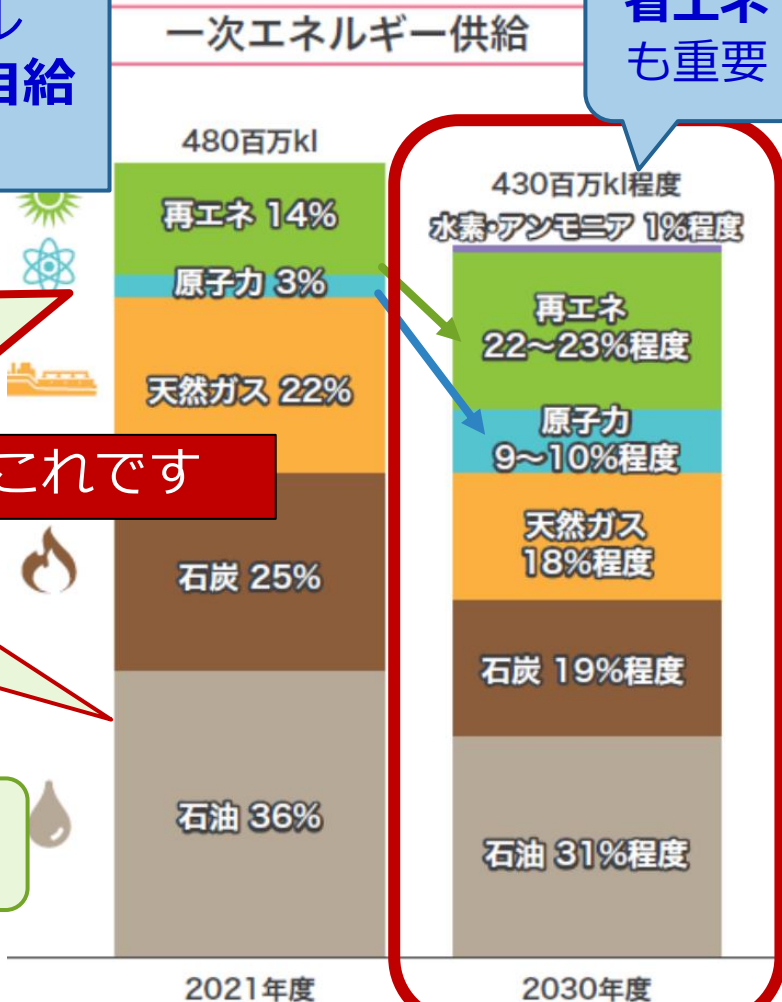 ル
自給
一次エネルギー供給
省エネ
も重要
480百万kl
再エネ 14%
原子力 3%
天然ガス 22%
これです
石炭 25%
石油 36%
2021年度
430百万kl程度
水素・アンモニア 1%程度
再エネ
22～23%程度
原子力
9～10%程度
天然ガス
18%程度
石炭 19%程度
石油 31%程度
2030年度